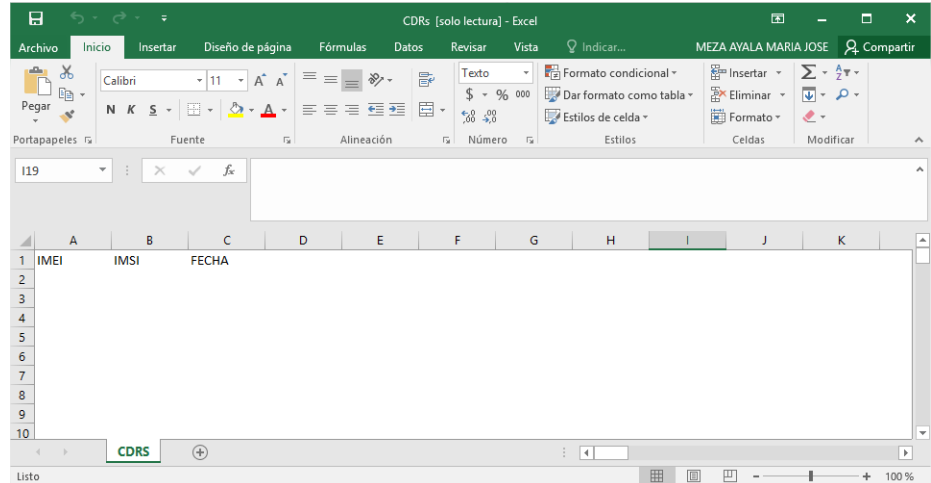 CDRs [solo lectura] - Excel
Archivo Inicio Insertar Diseño de página Fórmulas Datos Revisar Vista Indicar... MEZA AYALA MARIA JOSE Compartir
Pegar
Calibri 11 A A
N K S A
Texto
$ % 000
Formato condicional
Dar formato como tabla
Estilos de celda
Insertar
Eliminar
Formato
Portapapeles Fuente Alineación Número Estilos Celdas Modificar
I19 fx
A B C D E F G H I J K
1 IMEI IMSI FECHA
2
3
4
5
6
7
8
9
10
CDRS
Listo 100 %